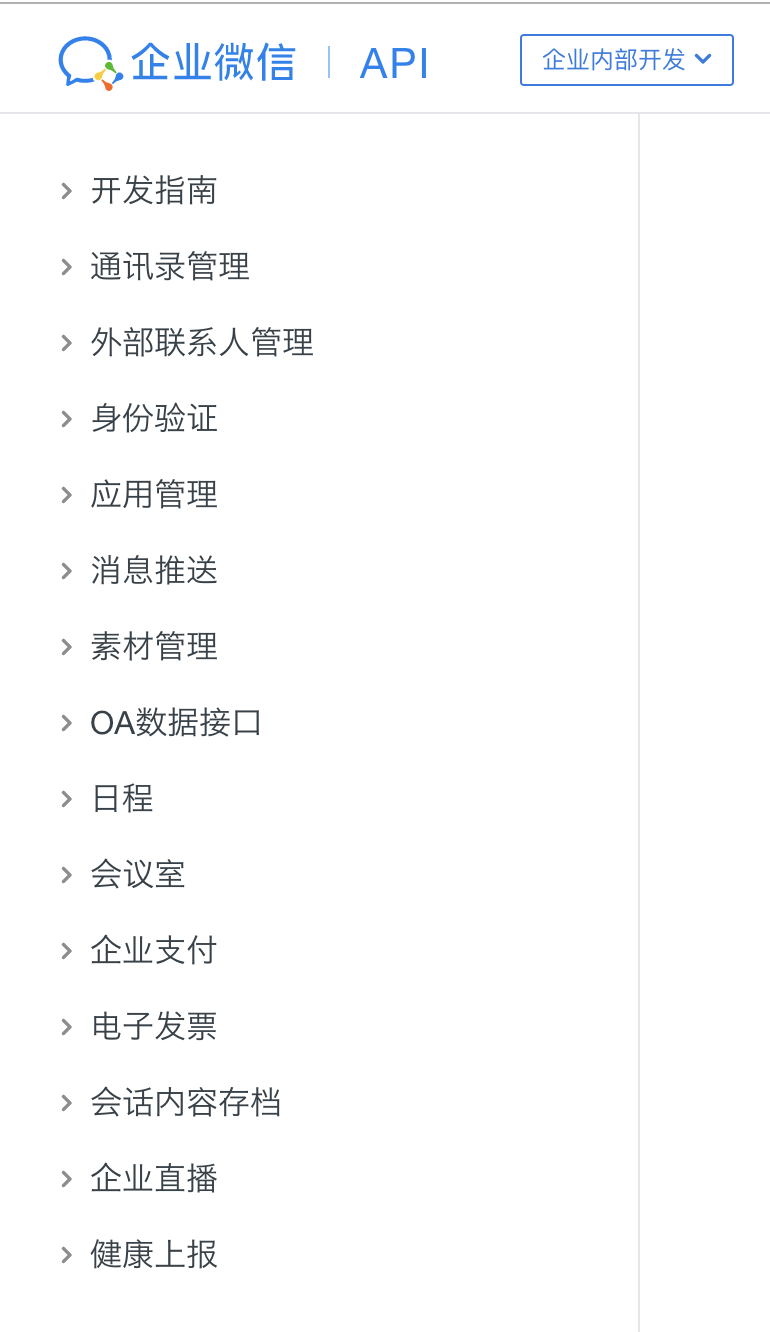 企业微信 | API 企业内部开发
开发指南
通讯录管理
外部联系人管理
身份验证
应用管理
消息推送
素材管理
OA数据接口
日程
会议室
企业支付
电子发票
会话内容存档
企业直播
健康上报